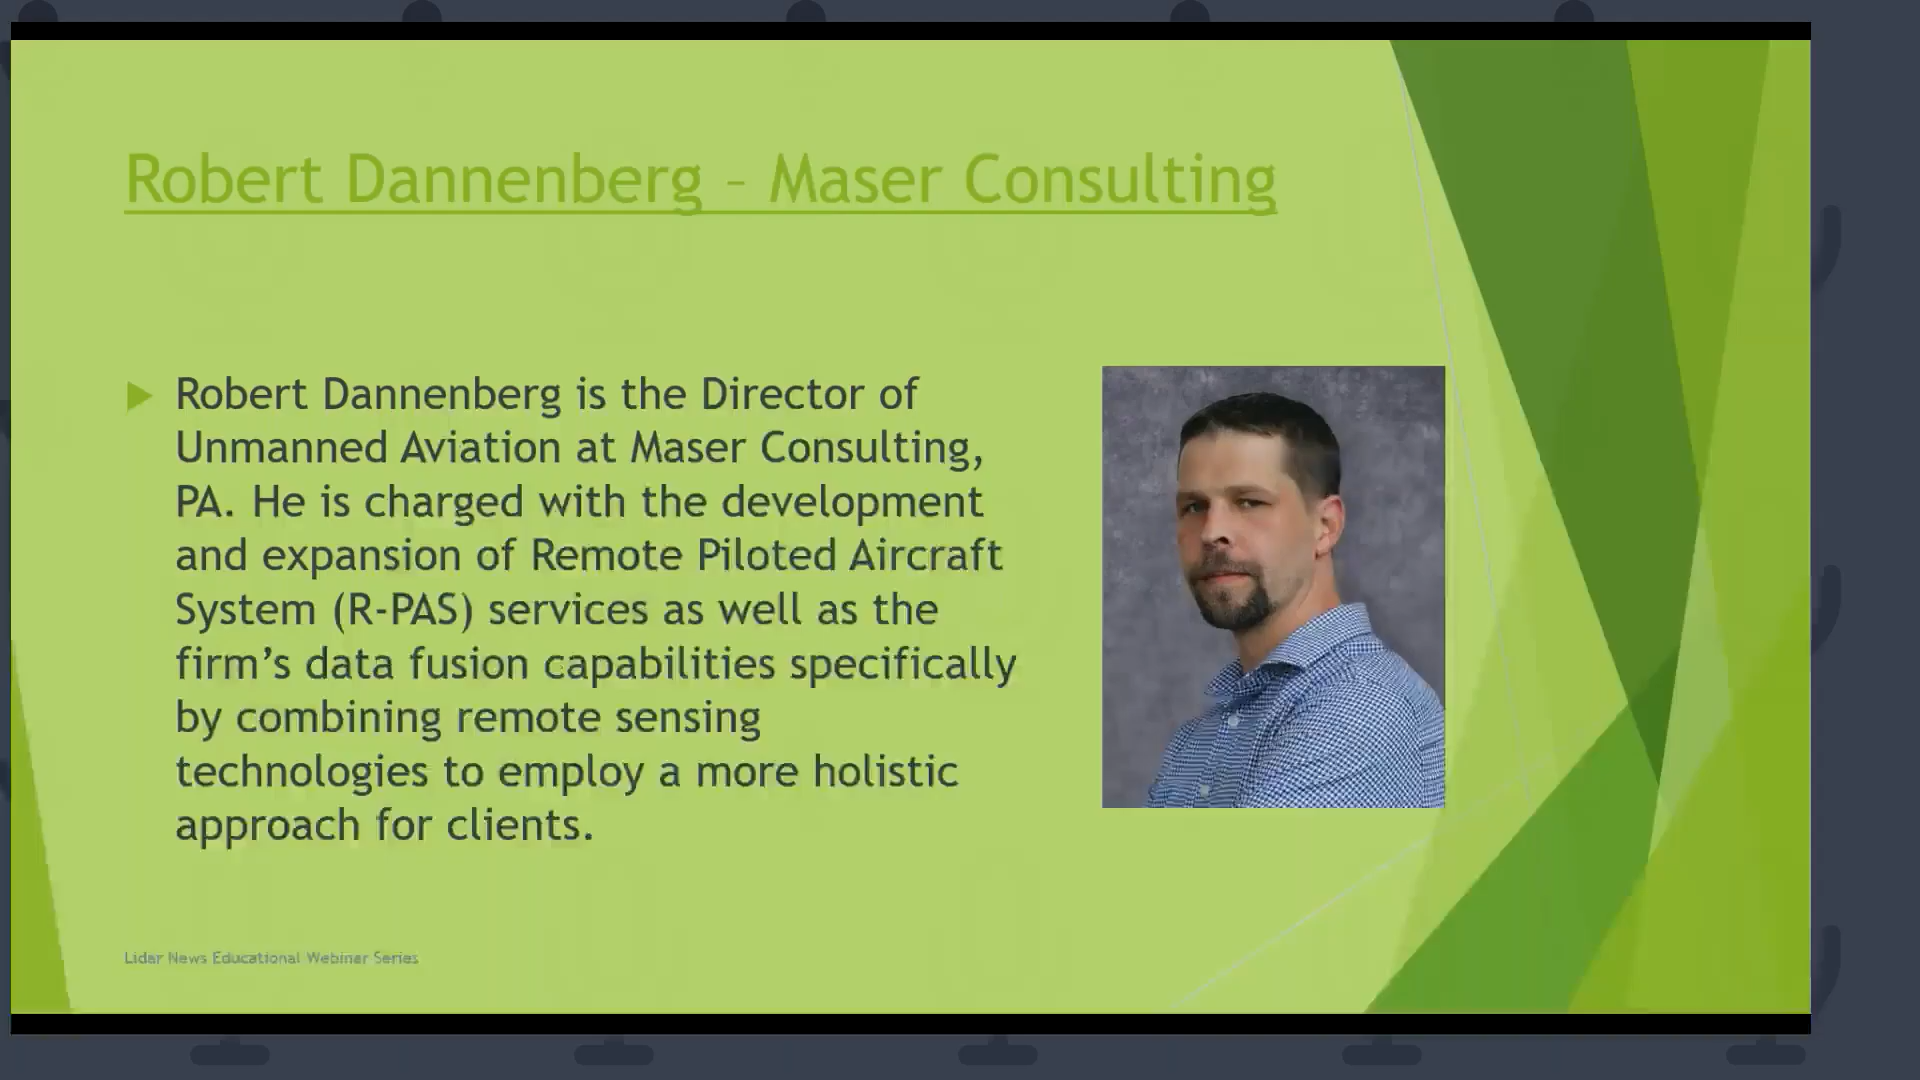 Robert Dannenberg – Maser Consulting
Robert Dannenberg is the Director of
Unmanned Aviation at Maser Consulting,
PA. He is charged with the development
and expansion of Remote Piloted Aircraft
System (R-PAS) services as well as the
firm’s data fusion capabilities specifically
by combining remote sensing
technologies to employ a more holistic
approach for clients.
Lidar News Educational Webinar Series